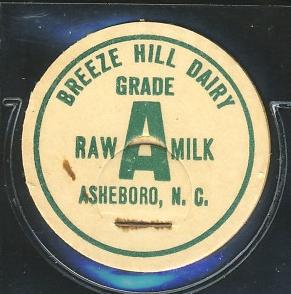 BREEZE HILL DAIRY
GRADE
A
RAW MILK
ASHEBORO, N. C.